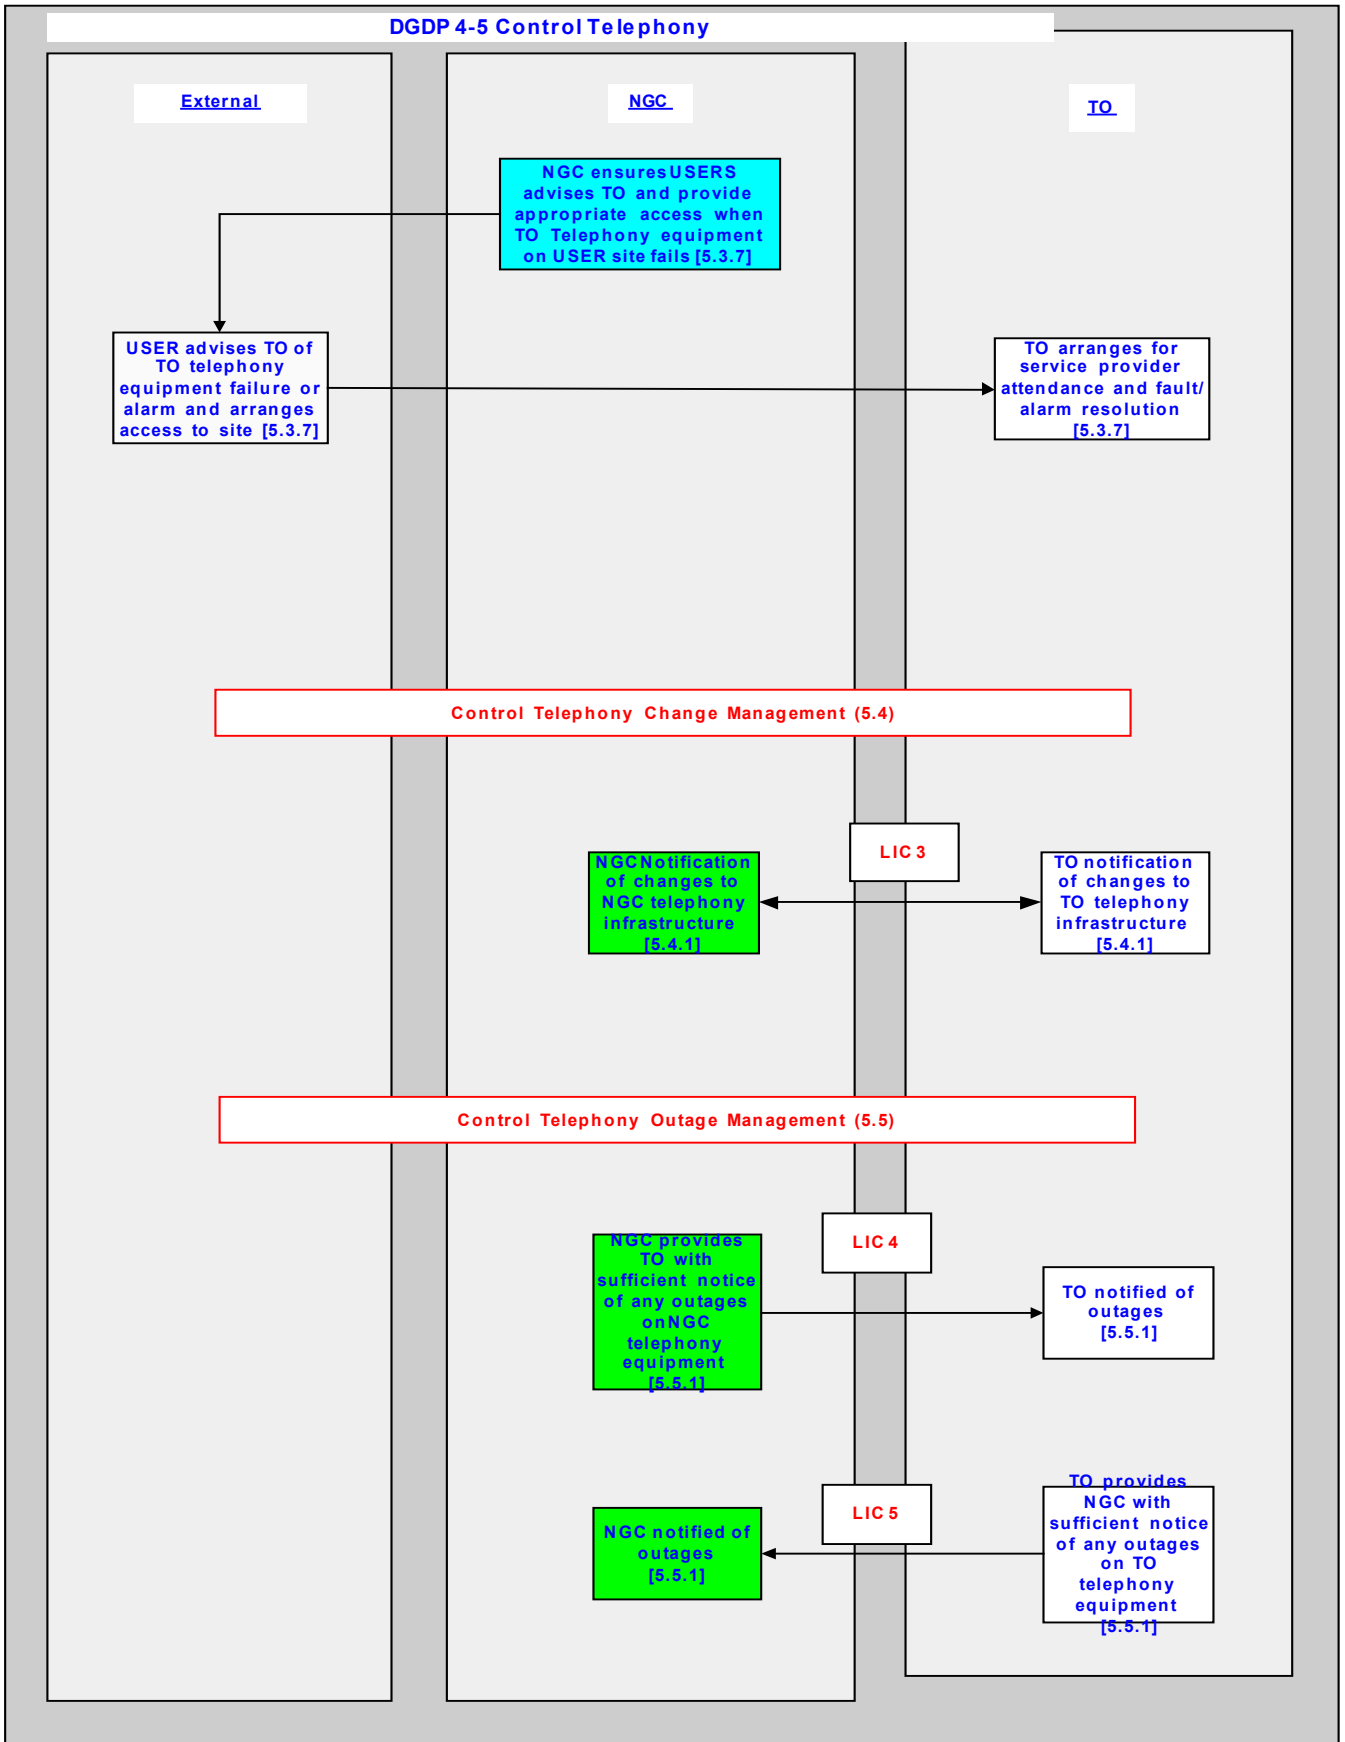 DGDP 4-5 Control Telephony
External
NGC
TO
NGC ensures USERS
advises TO and provide
appropriate access when
TO Telephony equipment
on USER site fails [5.3.7]
USER advises TO of
TO telephony
equipment failure or
alarm and arranges
access to site [5.3.7]
TO arranges for
service provider
attendance and fault/
alarm resolution
[5.3.7]
Control Telephony Change Management (5.4)
LIC 3
NGC Notification
of changes to
NGC telephony
infrastructure
[5.4.1]
TO notification
of changes to
TO telephony
infrastructure
[5.4.1]
Control Telephony Outage Management (5.5)
LIC 4
NGC provides
TO with
sufficient notice
of any outages
on NGC
telephony
equipment
[5.5.1]
TO notified of
outages
[5.5.1]
LIC 5
NGC notified of
outages
[5.5.1]
TO provides
NGC with
sufficient notice
of any outages
on TO
telephony
equipment
[5.5.1]